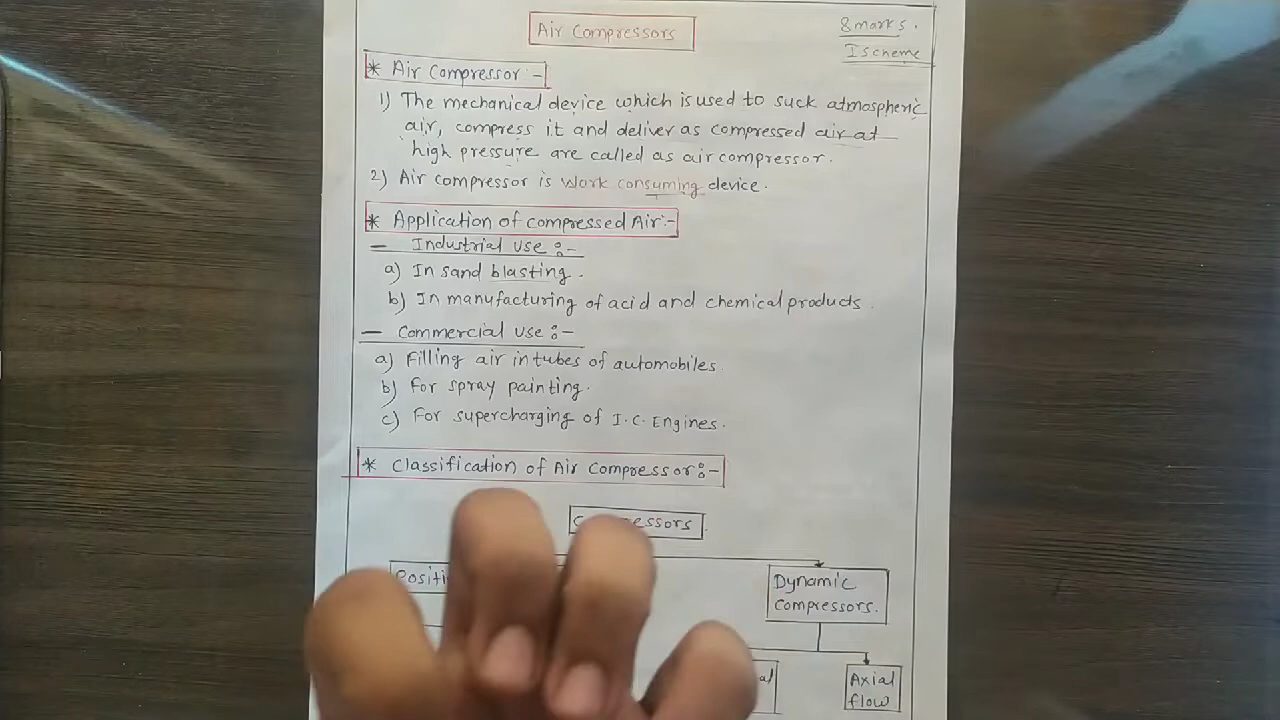 Air Compressors
8 marks.
I scheme
* Air Compressor :-
1) The mechanical device which is used to suck atmospheric
air, compress it and deliver as compressed air at
high pressure are called as air compressor.
2) Air compressor is work consuming device.
* Application of compressed Air :-
- Industrial use :-
a) In sand blasting.
b) In manufacturing of acid and chemical products.
- Commercial use :-
a) Filling air in tubes of automobiles.
b) For spray painting.
c) For supercharging of I.C. Engines.
* Classification of Air Compressor :-
Dynamic
compressors.
Axial
flow